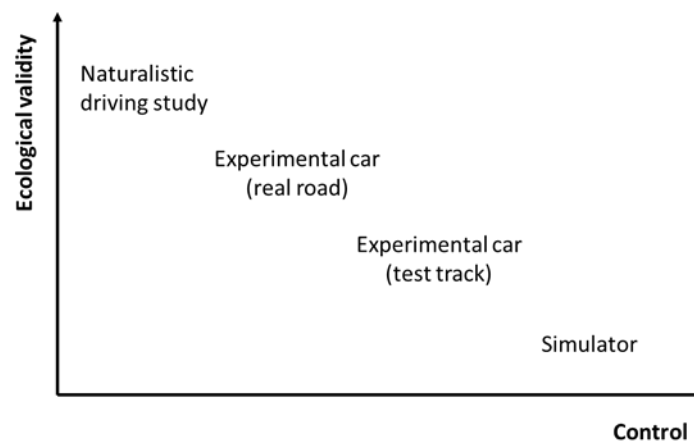 Ecological validity
Naturalistic
driving study
Experimental car
(real road)
Experimental car
(test track)
Simulator
Control